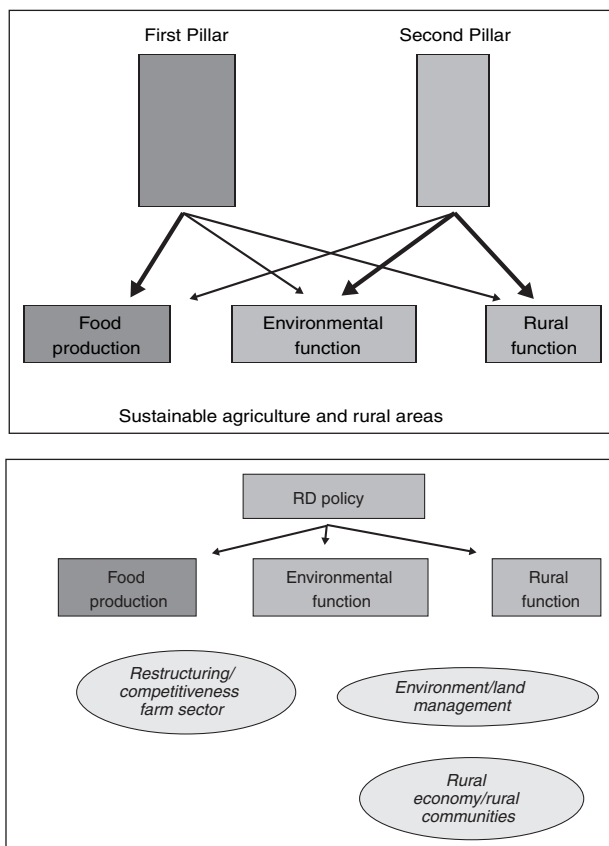 First Pillar
Second Pillar
Food
production
Environmental
function
Rural
function
Sustainable agriculture and rural areas
RD policy
Food
production
Environmental
function
Rural
function
Restructuring/
competitiveness
farm sector
Environment/land
management
Rural
economy/rural
communities